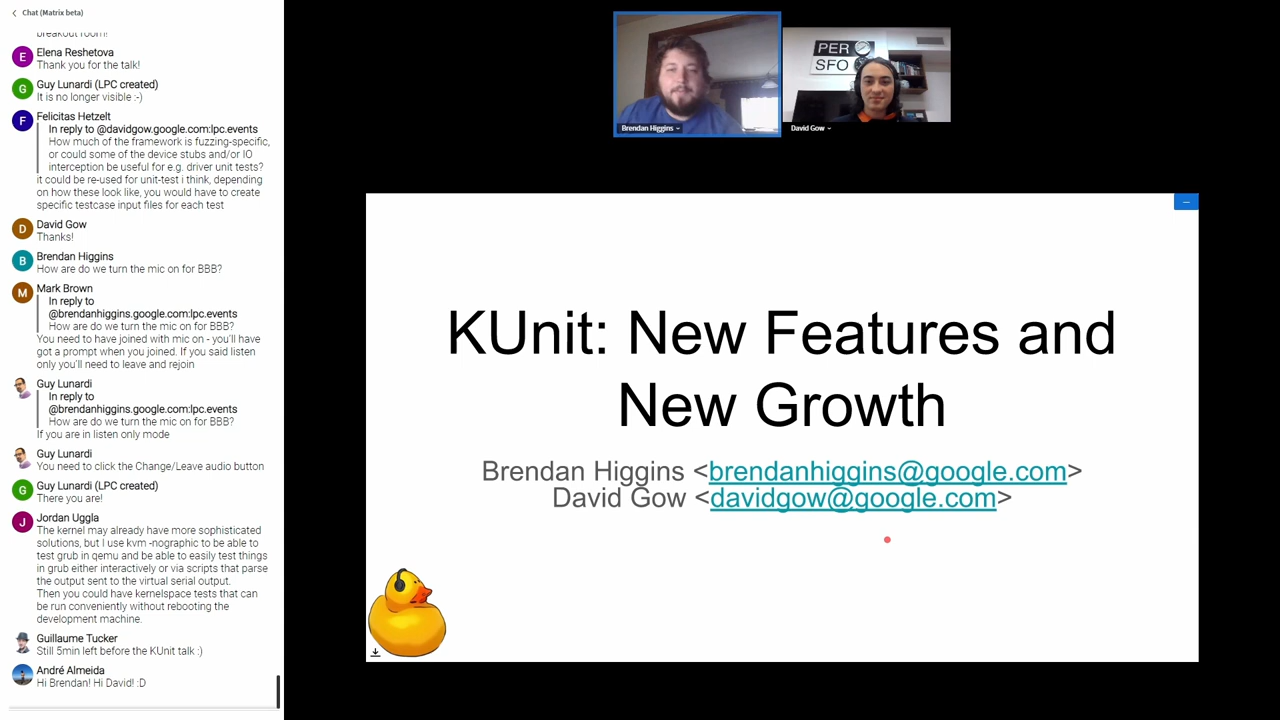 Chat (Matrix beta)
breakout room!
E
Elena Reshetova
Thank you for the talk!
G
Guy Lunardi (LPC created)
It is no longer visible :-)
F
Felicitas Hetzelt
In reply to @davidgow.google.com:lpc.events
How much of the framework is fuzzing-specific,
or could some of the device stubs and/or IO
interception be useful for e.g. driver unit tests?
it could be re-used for unit-test i think, depending
on how these look like, you would have to create
specific testcase input files for each test
D
David Gow
Thanks!
B
Brendan Higgins
How are do we turn the mic on for BBB?
M
Mark Brown
In reply to
@brendanhiggins.google.com:lpc.events
How are do we turn the mic on for BBB?
You need to have joined with mic on - you'll have
got a prompt when you joined. If you said listen
only you'll need to leave and rejoin
Guy Lunardi
In reply to
@brendanhiggins.google.com:lpc.events
How are do we turn the mic on for BBB?
If you are in listen only mode
Guy Lunardi
You need to click the Change/Leave audio button
G
Guy Lunardi (LPC created)
There you are!
J
Jordan Uggla
The kernel may already have more sophisticated
solutions, but I use kvm -nographic to be able to
test grub in qemu and be able to easily test things
in grub either interactively or via scripts that parse
the output sent to the virtual serial output.
Then you could have kernelspace tests that can
be run conveniently without rebooting the
development machine.
Guillaume Tucker
Still 5min left before the KUnit talk :)
André Almeida
Hi Brendan! Hi David! :D
Brendan Higgins
PER
SFO
David Gow
KUnit: New Features and
New Growth
Brendan Higgins <brendanhiggins@google.com>
David Gow <davidgow@google.com>